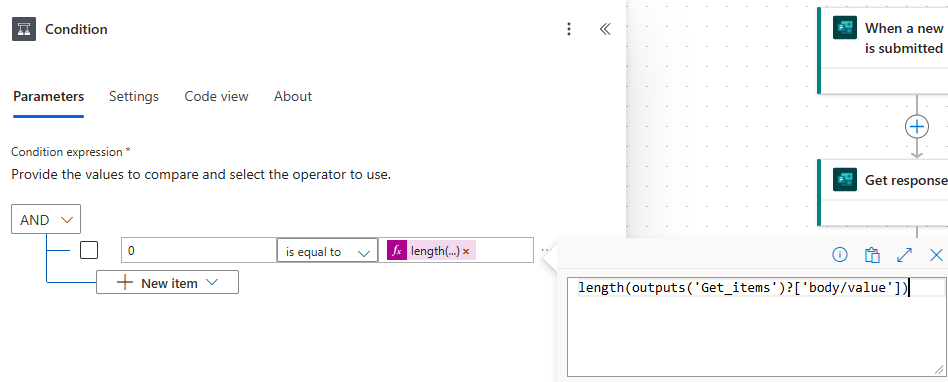 Condition
Parameters Settings Code view About
Condition expression *
Provide the values to compare and select the operator to use.
AND
0 is equal to fx length(...) ×
New item
When a new
is submitted
Get response
length(outputs('Get_items')?['body/value'])